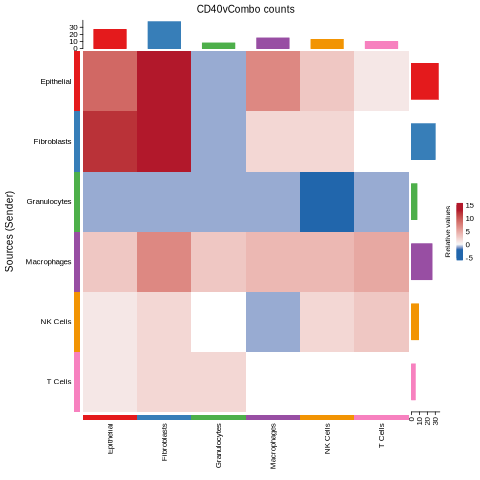 CD40vCombo counts
30
20
10
0
Epithelial
Fibroblasts
Granulocytes
Macrophages
NK Cells
T Cells
Sources (Sender)
Relative values
15
10
5
0
-5
0
10
20
30
Epithelial
Fibroblasts
Granulocytes
Macrophages
NK Cells
T Cells